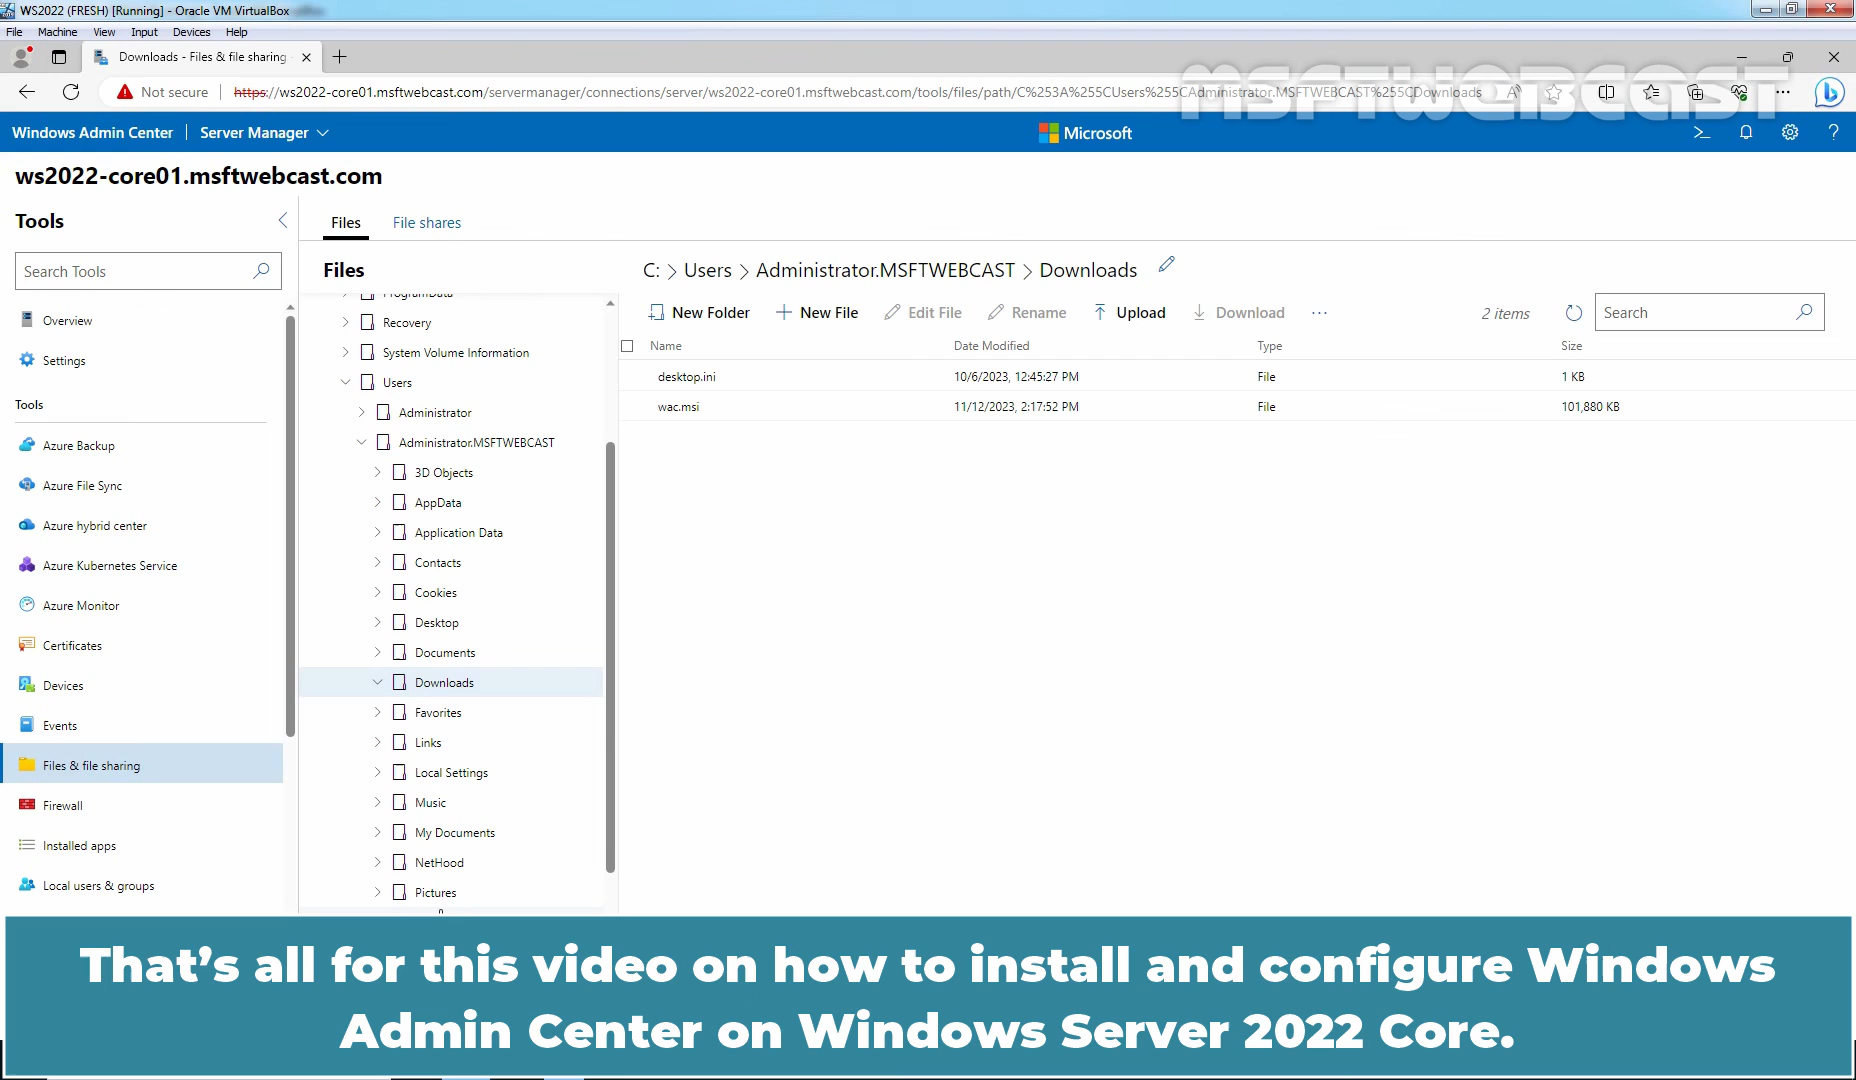 WS2022 (FRESH) [Running] - Oracle VM VirtualBox
File Machine View Input Devices Help
Downloads - Files & file sharing
MSFTWEBCAST
Not secure https://ws2022-core01.msftwebcast.com/servermanager/connections/server/ws2022-core01.msftwebcast.com/tools/files/path/C%253A%255CUsers%255CAdministrator.MSFTWEBCAST%255CDownloads
Windows Admin Center Server Manager Microsoft
ws2022-core01.msftwebcast.com
Tools
Search Tools
Overview
Settings
Tools
Azure Backup
Azure File Sync
Azure hybrid center
Azure Kubernetes Service
Azure Monitor
Certificates
Devices
Events
Files & file sharing
Firewall
Installed apps
Local users & groups
Files File shares
Files
ProgramData
Recovery
System Volume Information
Users
Administrator
Administrator.MSFTWEBCAST
3D Objects
AppData
Application Data
Contacts
Cookies
Desktop
Documents
Downloads
Favorites
Links
Local Settings
Music
My Documents
NetHood
Pictures
C: > Users > Administrator.MSFTWEBCAST > Downloads
New Folder New File Edit File Rename Upload Download ... 2 items Search
Name Date Modified Type Size
desktop.ini 10/6/2023, 12:45:27 PM File 1 KB
wac.msi 11/12/2023, 2:17:52 PM File 101,880 KB
That's all for this video on how to install and configure Windows
Admin Center on Windows Server 2022 Core.